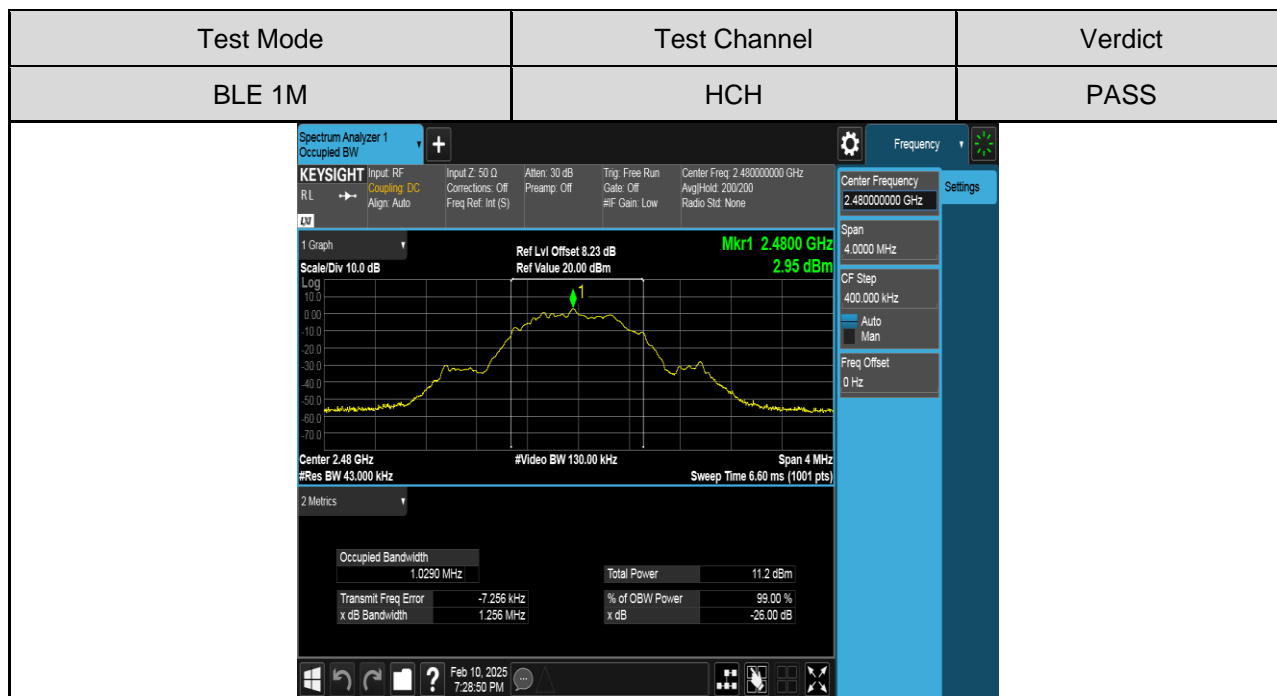 Test Mode Test Channel Verdict
BLE 1M HCH PASS
Spectrum Analyzer 1
Occupied BW
+
Frequency
KEYSIGHT
RL
LXI
Input: RF
Coupling: DC
Align: Auto
Input Z: 50 Ω
Corrections: Off
Freq Ref: Int (S)
Atten: 30 dB
Preamp: Off
Trig: Free Run
Gate: Off
#IF Gain: Low
Center Freq: 2.480000000 GHz
Avg|Hold: 200/200
Radio Std: None
Center Frequency
2.480000000 GHz
Settings
Span
4.0000 MHz
CF Step
400.000 kHz
Auto
Man
Freq Offset
0 Hz
1 Graph
Scale/Div 10.0 dB
Ref Lvl Offset 8.23 dB
Ref Value 20.00 dBm
Mkr1 2.4800 GHz
2.95 dBm
Log
10.0
0.00
-10.0
-20.0
-30.0
-40.0
-50.0
-60.0
-70.0
1
Center 2.48 GHz #Video BW 130.00 kHz Span 4 MHz
#Res BW 43.000 kHz Sweep Time 6.60 ms (1001 pts)
2 Metrics
Occupied Bandwidth
1.0290 MHz
Total Power 11.2 dBm
Transmit Freq Error -7.256 kHz % of OBW Power 99.00 %
x dB Bandwidth 1.256 MHz x dB -26.00 dB
?
Feb 10, 2025
7:28:50 PM